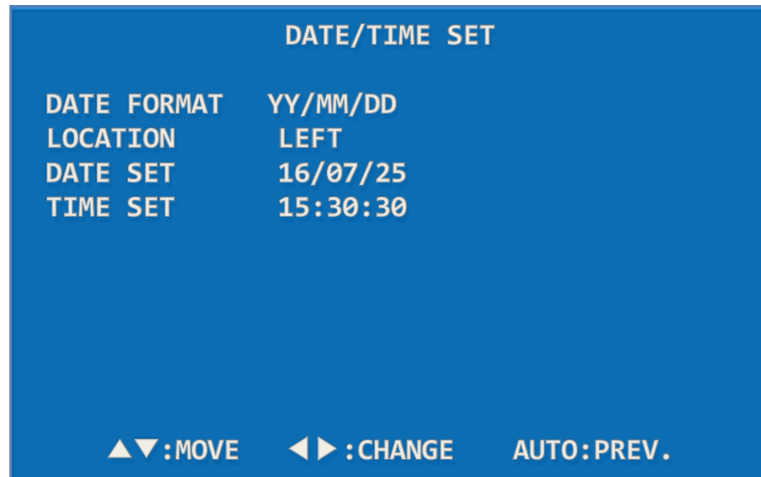 DATE/TIME SET
DATE FORMAT YY/MM/DD
LOCATION LEFT
DATE SET 16/07/25
TIME SET 15:30:30
▲▼:MOVE ◀▶:CHANGE AUTO:PREV.